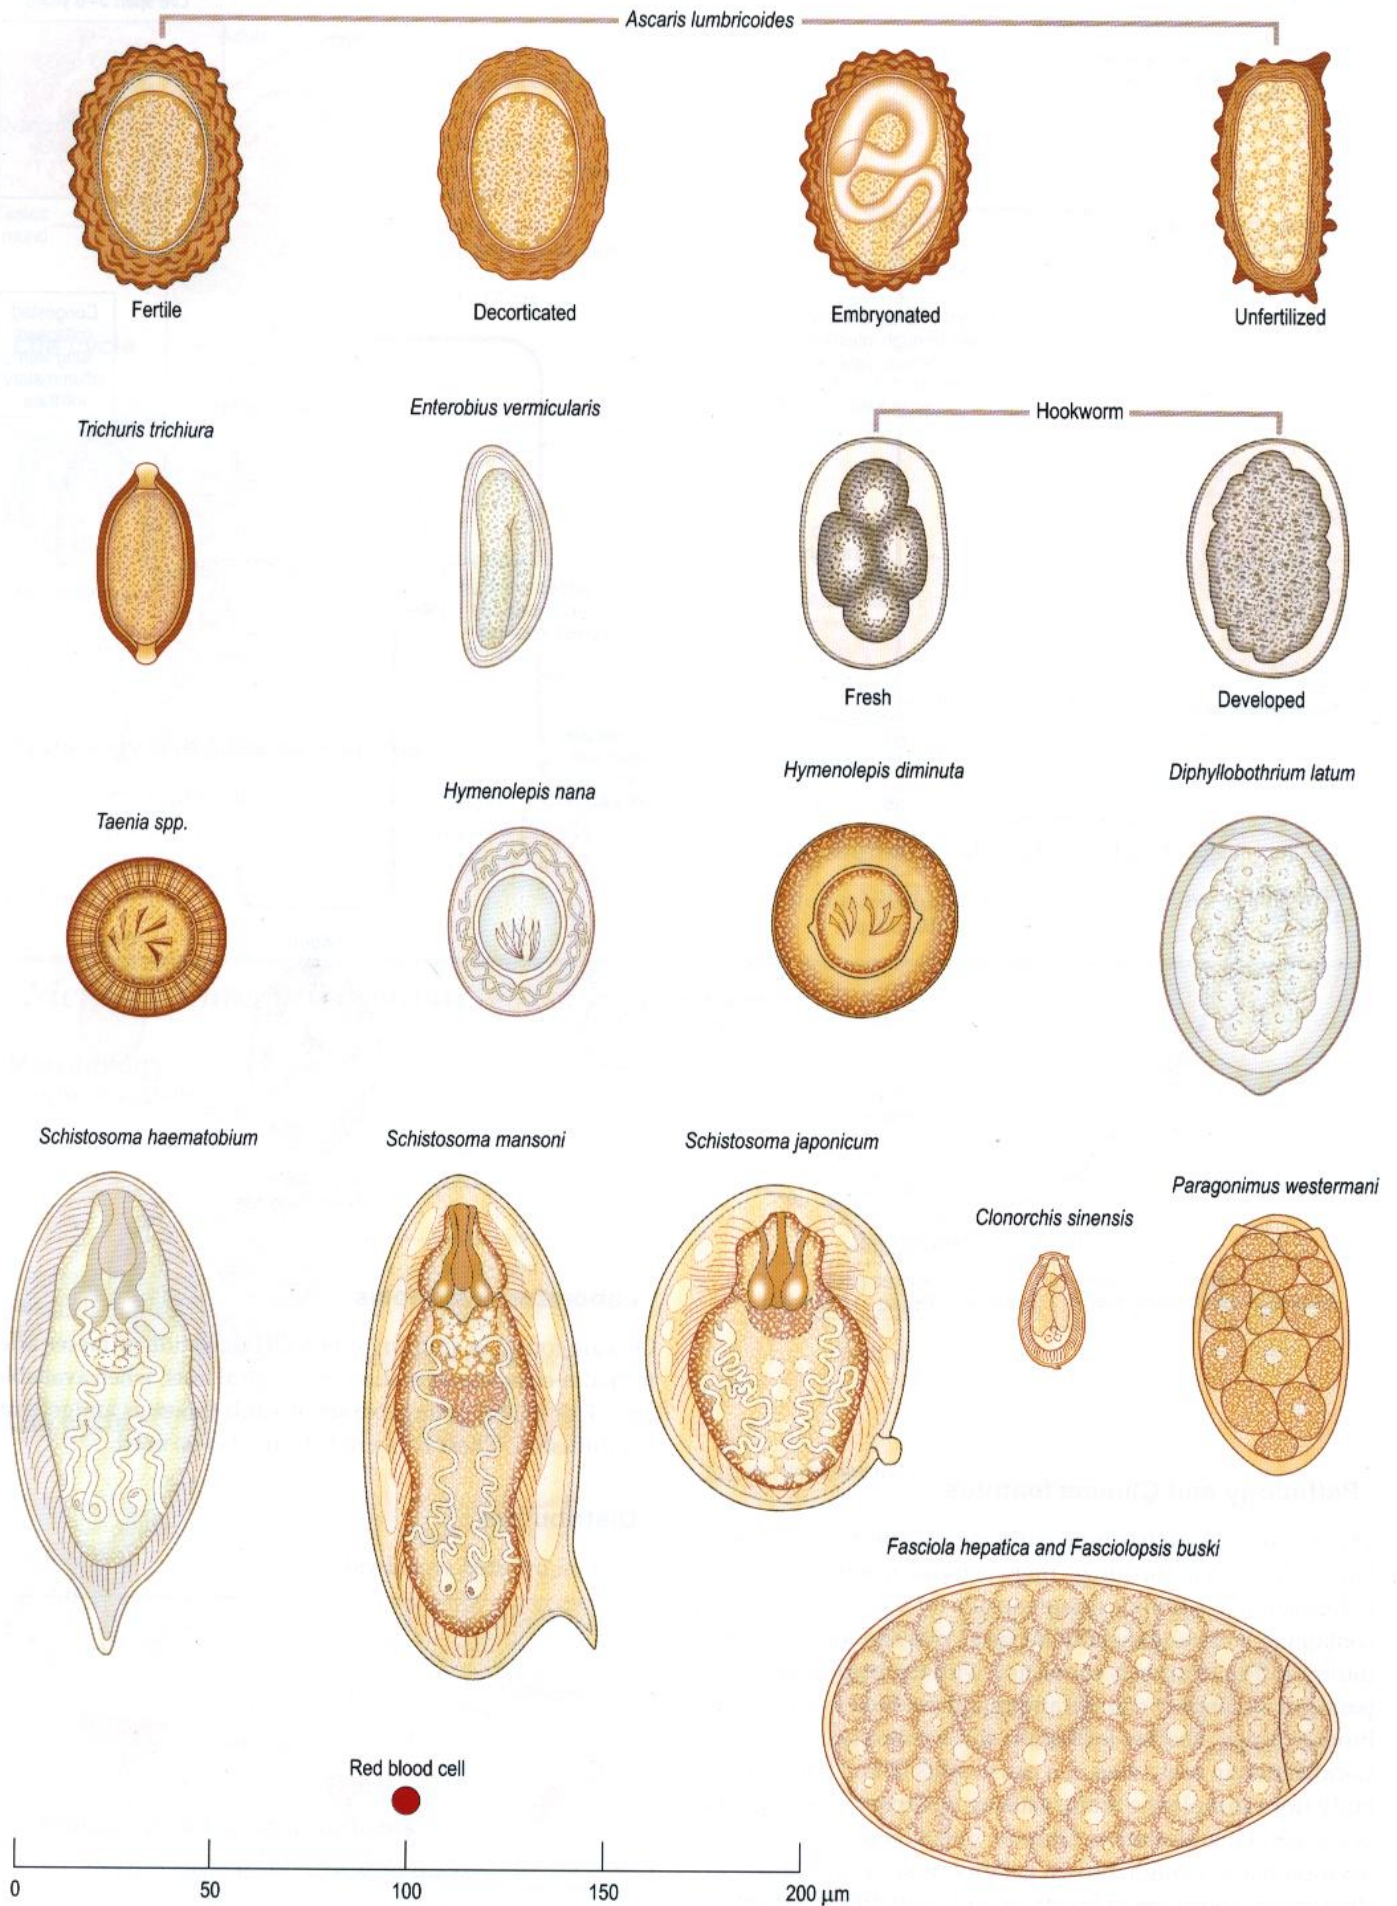 Ascaris lumbricoides
Fertile
Decorticated
Embryonated
Unfertilized
Trichuris trichiura
Enterobius vermicularis
Hookworm
Fresh
Developed
Taenia spp.
Hymenolepis nana
Hymenolepis diminuta
Diphyllobothrium latum
Schistosoma haematobium
Schistosoma mansoni
Schistosoma japonicum
Clonorchis sinensis
Paragonimus westermani
Fasciola hepatica and Fasciolopsis buski
Red blood cell
0 50 100 150 200 μm